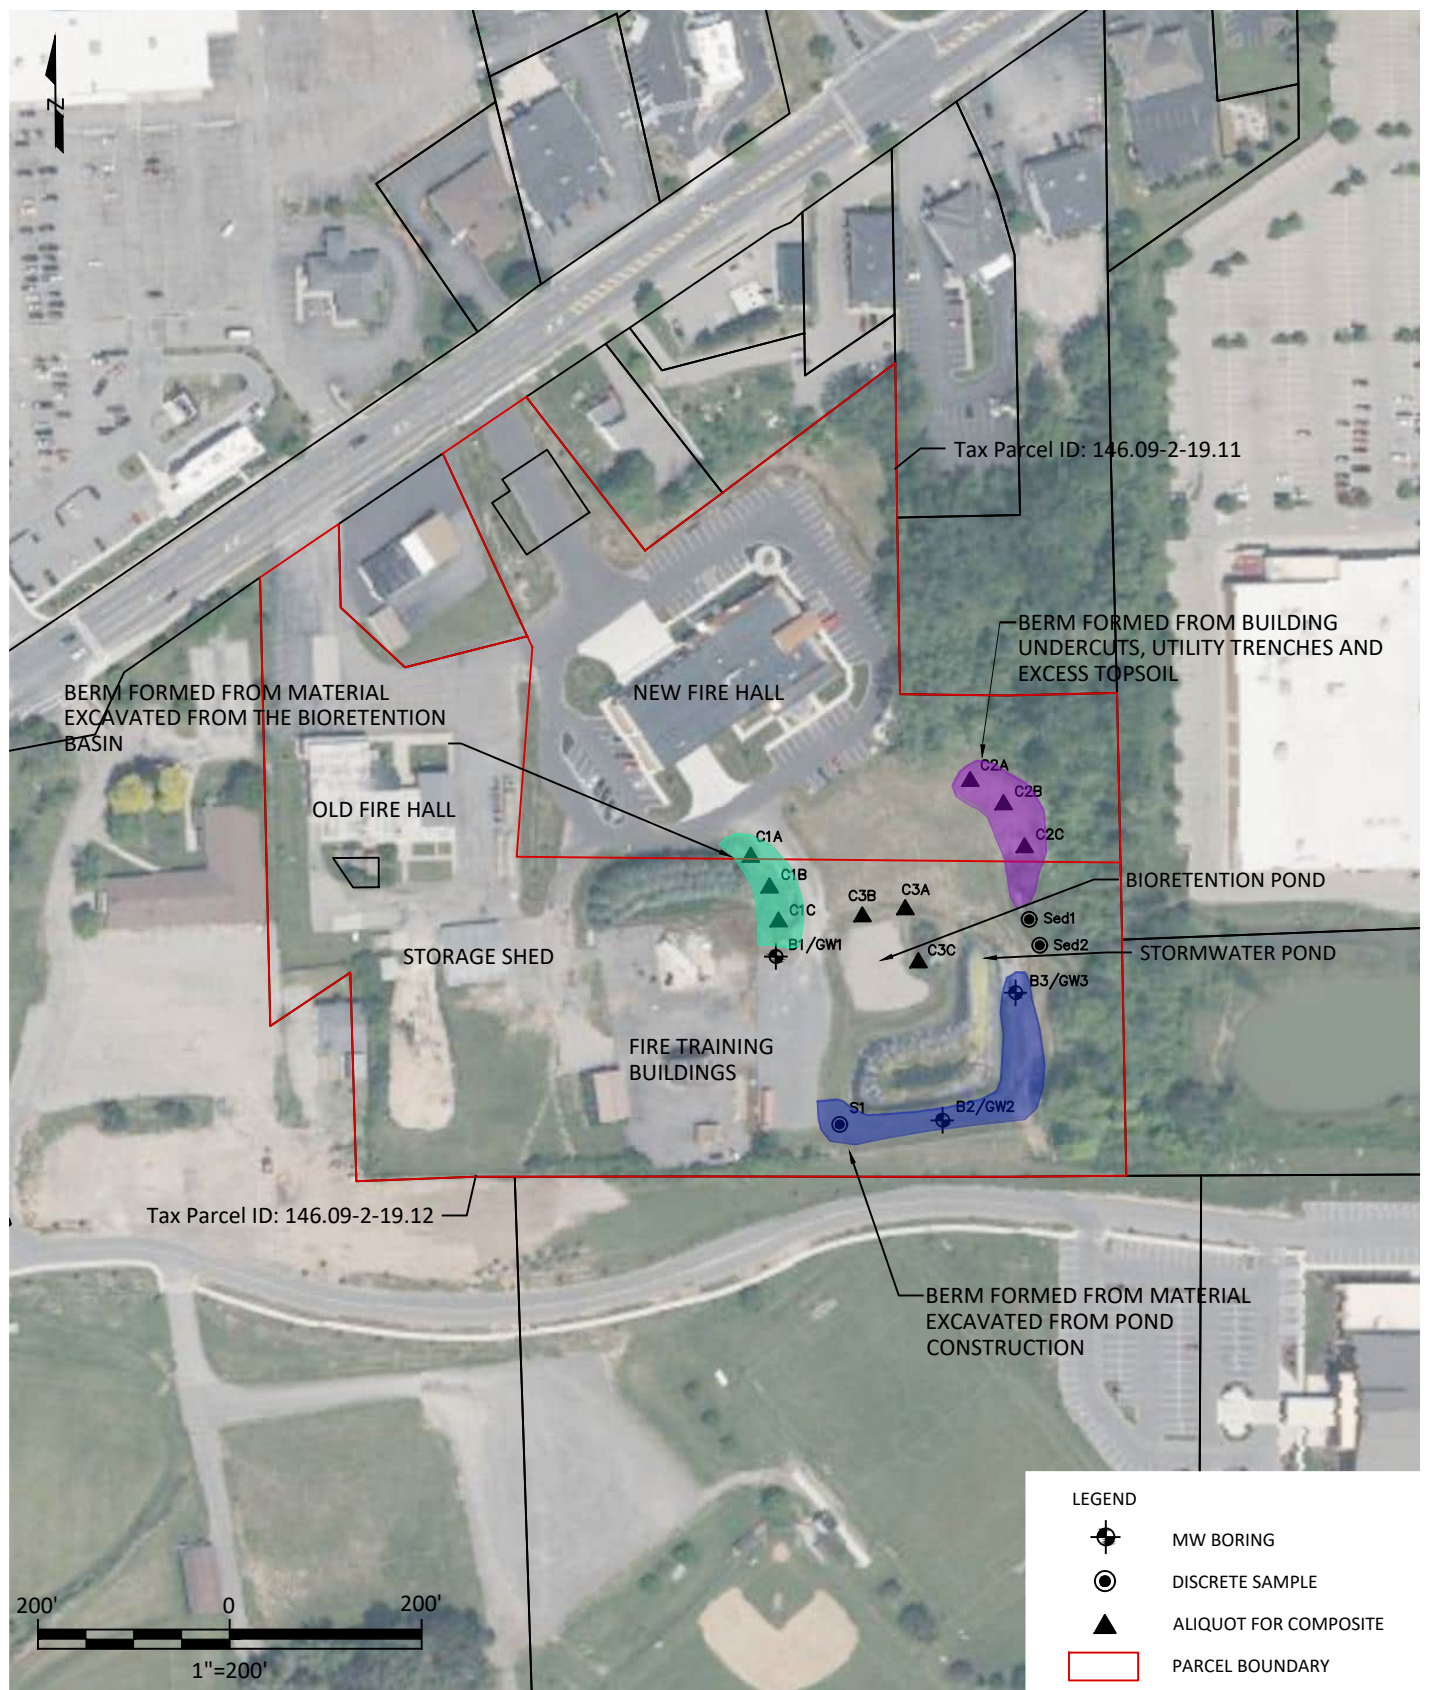 Z
Tax Parcel ID: 146.09-2-19.11
BERM FORMED FROM BUILDING
UNDERCUTS, UTILITY TRENCHES AND
EXCESS TOPSOIL
BERM FORMED FROM MATERIAL
EXCAVATED FROM THE BIORETENTION
BASIN
NEW FIRE HALL
OLD FIRE HALL
C2A
C2B
C2C
C1A
C1B
C1C
C3B
C3A
C3C
BIORETENTION POND
Sed1
Sed2
STORMWATER POND
B1/GW1
STORAGE SHED
B3/GW3
FIRE TRAINING
BUILDINGS
S1
B2/GW2
Tax Parcel ID: 146.09-2-19.12
BERM FORMED FROM MATERIAL
EXCAVATED FROM POND
CONSTRUCTION
LEGEND
MW BORING
DISCRETE SAMPLE
ALIQUOT FOR COMPOSITE
PARCEL BOUNDARY
200' 0 200'
1"=200'